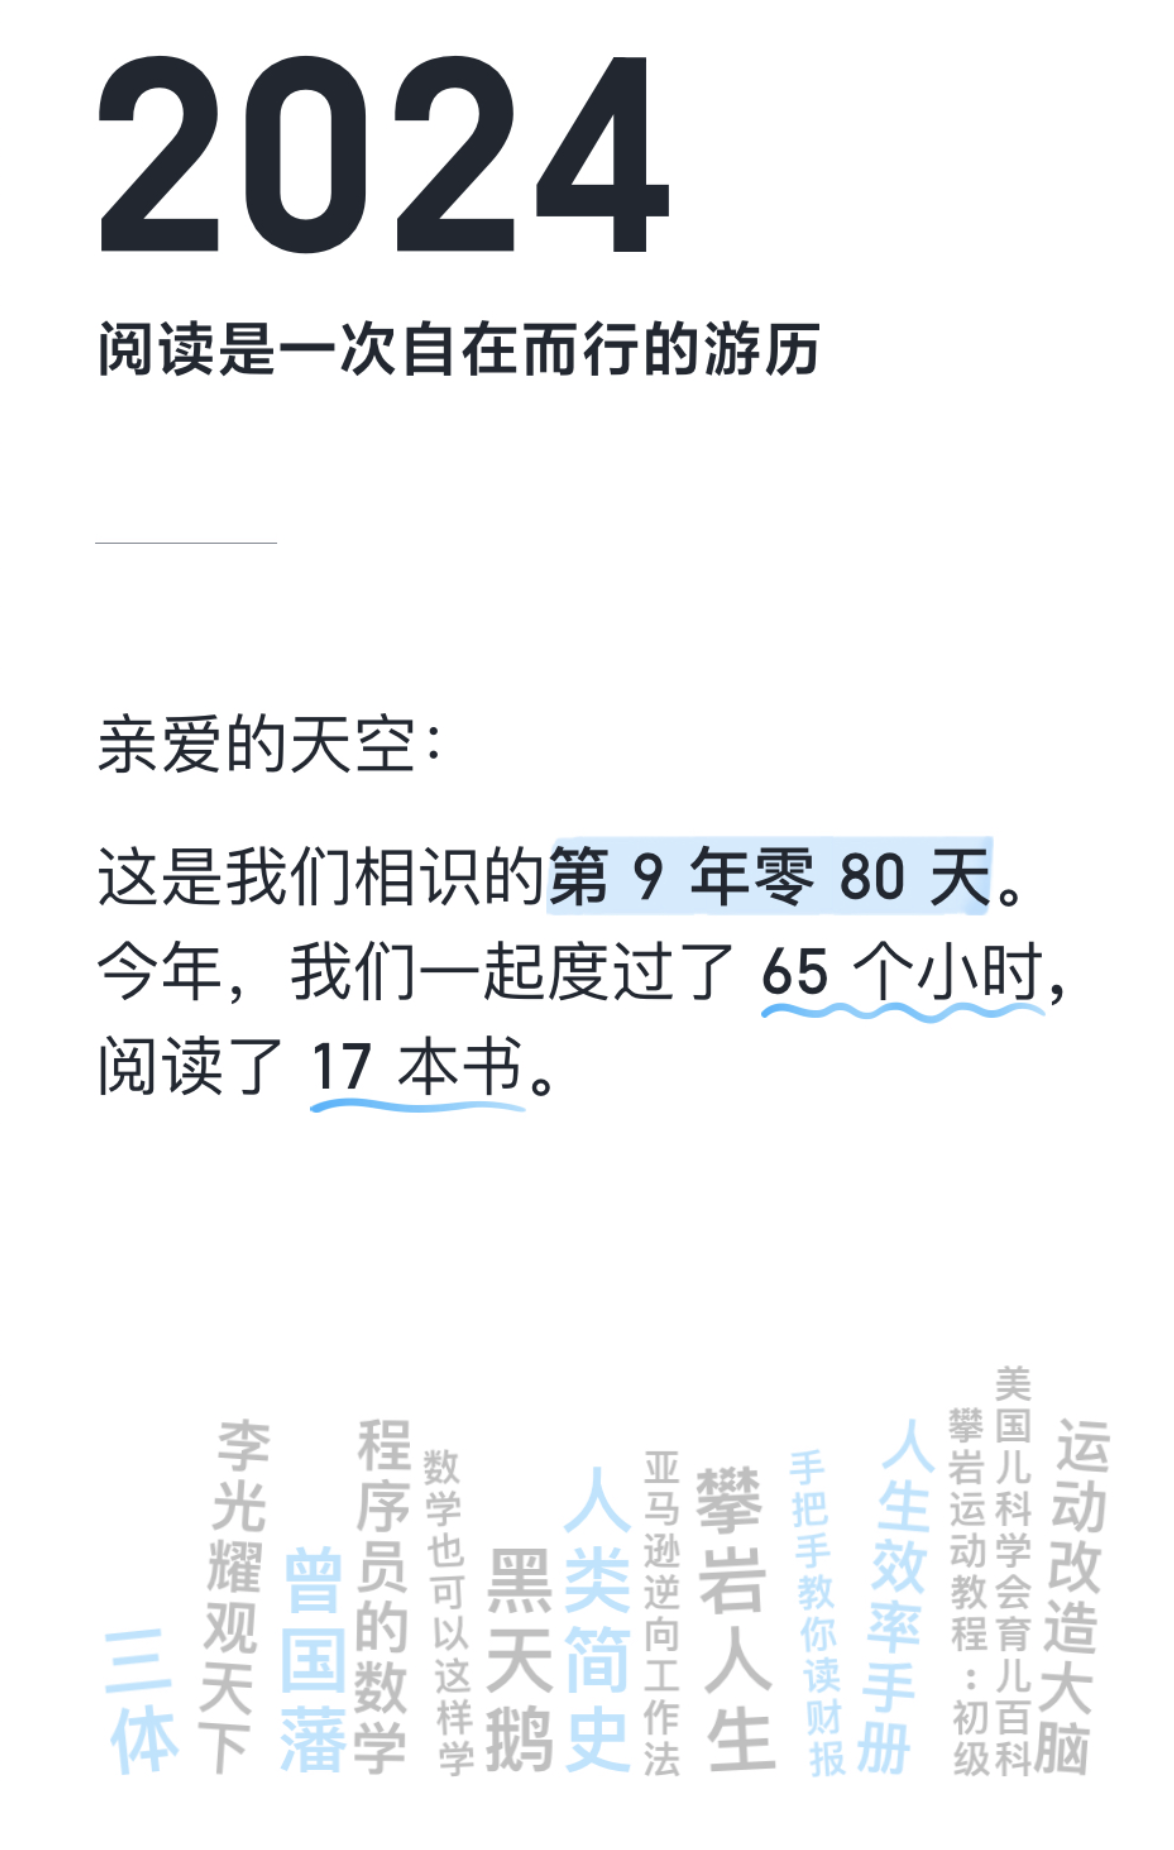 2024
阅读是一次自在而行的游历
亲爱的天空：
这是我们相识的第 9 年零 80 天。
今年，我们一起度过了 65 个小时，
阅读了 17 本书。
三体
李光耀观天下
曾国藩
程序员的数学
数学也可以这样学
黑天鹅
人类简史
亚马逊逆向工作法
攀岩人生
手把手教你读财报
人生效率手册
攀岩运动教程：初级
美国儿科学会育儿百科
运动改造大脑